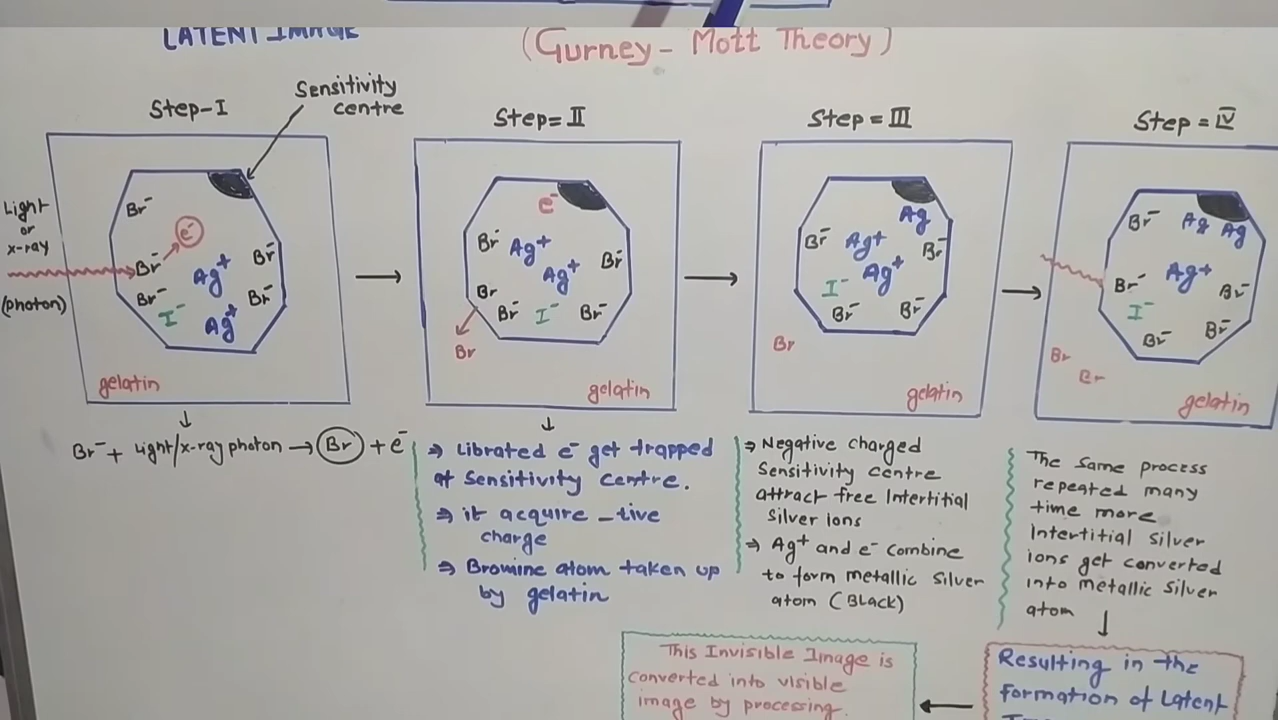 LATENT IMAGE
(Gurney - Mott Theory)
Step-I
Sensitivity
centre
Light
or
x-ray
(photon)
Br⁻
e⁻
Br⁻
Ag⁺
Br⁻
Br⁻
I⁻
Br⁻
Ag⁺
gelatin
Br⁻ + Light/x-ray photon → Br + e⁻
Step= II
e⁻
Br⁻
Ag⁺
Ag⁺
Br⁻
Br
Br⁻
I⁻
Br⁻
Br
gelatin
⇒ Librated e⁻ get trapped
at Sensitivity Centre.
⇒ it acquire -tive
charge
⇒ Bromine atom taken up
by gelatin
Step = III
Ag
Br⁻
Ag⁺
Br⁻
Ag⁺
I⁻
Br⁻
Br⁻
Br
gelatin
⇒ Negative charged
Sensitivity centre
attract free Intertitial
Silver Ions
⇒ Ag⁺ and e⁻ Combine
to form metallic Silver
atom (Black)
Step = IV
Br⁻
Ag
Ag
Br⁻
Ag⁺
Br⁻
I⁻
Br⁻
Br⁻
Br
Br
gelatin
The Same process
repeated many
time more
Intertitial silver
ions get converted
into metallic silver
atom
Resulting in the
formation of Latent
This Invisible Image is
converted into visible
image by processing.